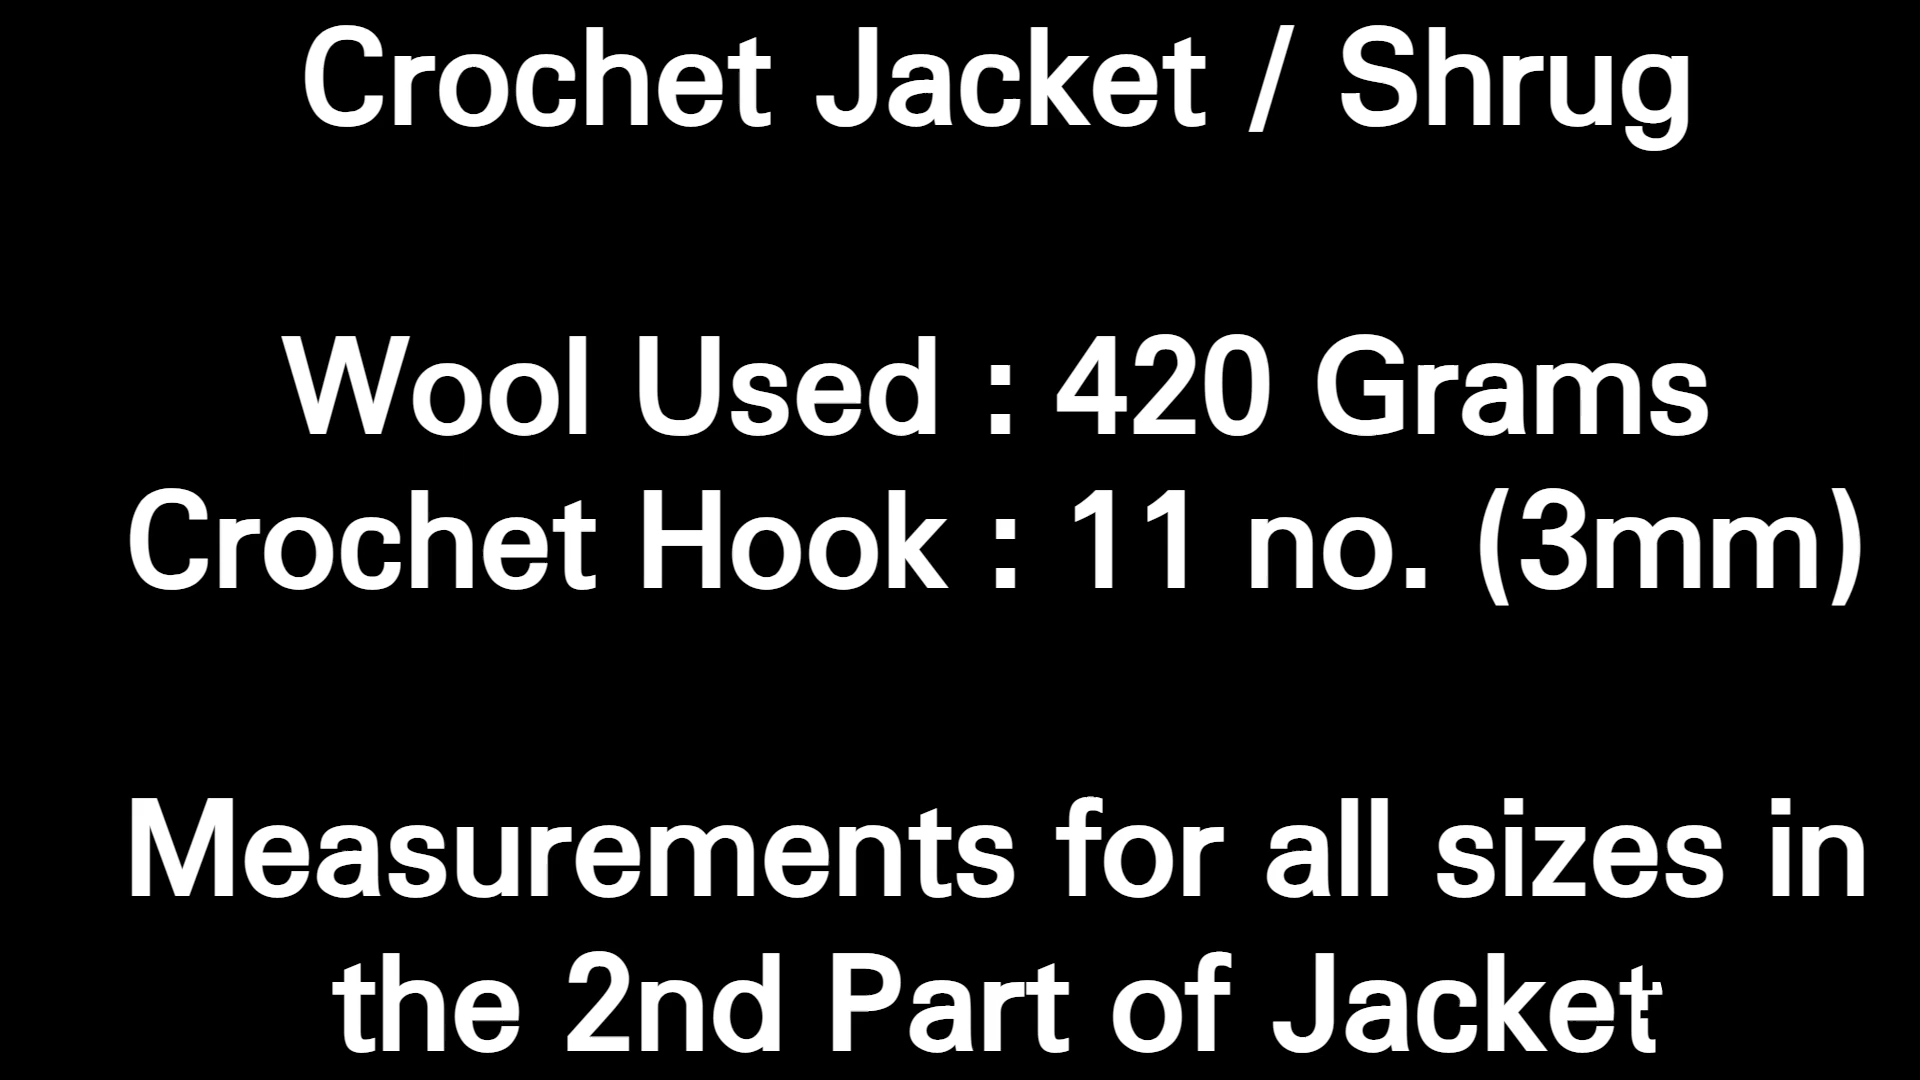 Crochet Jacket / Shrug
Wool Used : 420 Grams
Crochet Hook : 11 no. (3mm)
Measurements for all sizes in
the 2nd Part of Jacket